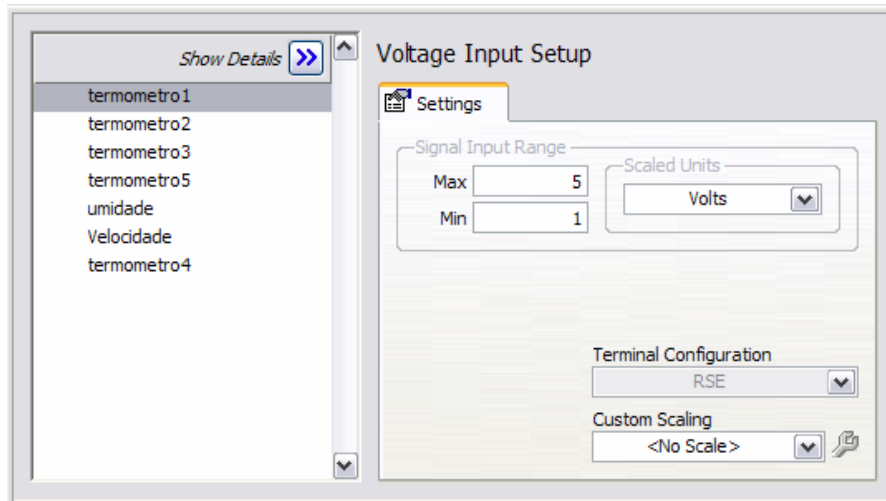 Show Details
termometro1
termometro2
termometro3
termometro5
umidade
Velocidade
termometro4
Voltage Input Setup
Settings
Signal Input Range
Max 5
Min 1
Scaled Units
Volts
Terminal Configuration
RSE
Custom Scaling
<No Scale>